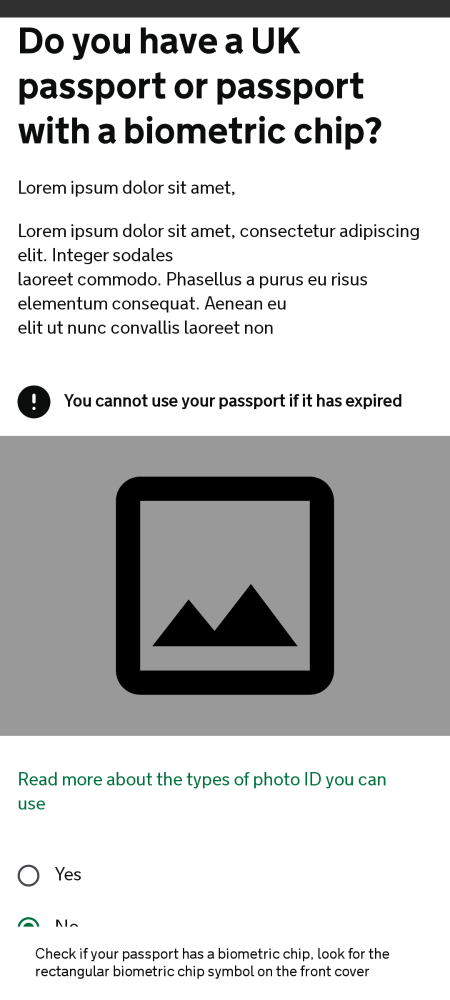 Do you have a UK
passport or passport
with a biometric chip?
Lorem ipsum dolor sit amet,
Lorem ipsum dolor sit amet, consectetur adipiscing
elit. Integer sodales
laoreet commodo. Phasellus a purus eu risus
elementum consequat. Aenean eu
elit ut nunc convallis laoreet non
You cannot use your passport if it has expired
Read more about the types of photo ID you can
use
Yes
No
Check if your passport has a biometric chip, look for the
rectangular biometric chip symbol on the front cover